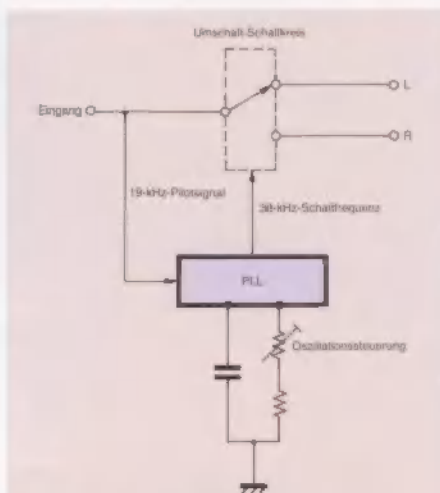 Umschalt-Schaltkreis
Eingang
L
R
19-kHz-Pilotsignal
38-kHz-Schaltfrequenz
PLL
Oszillationssteuerung